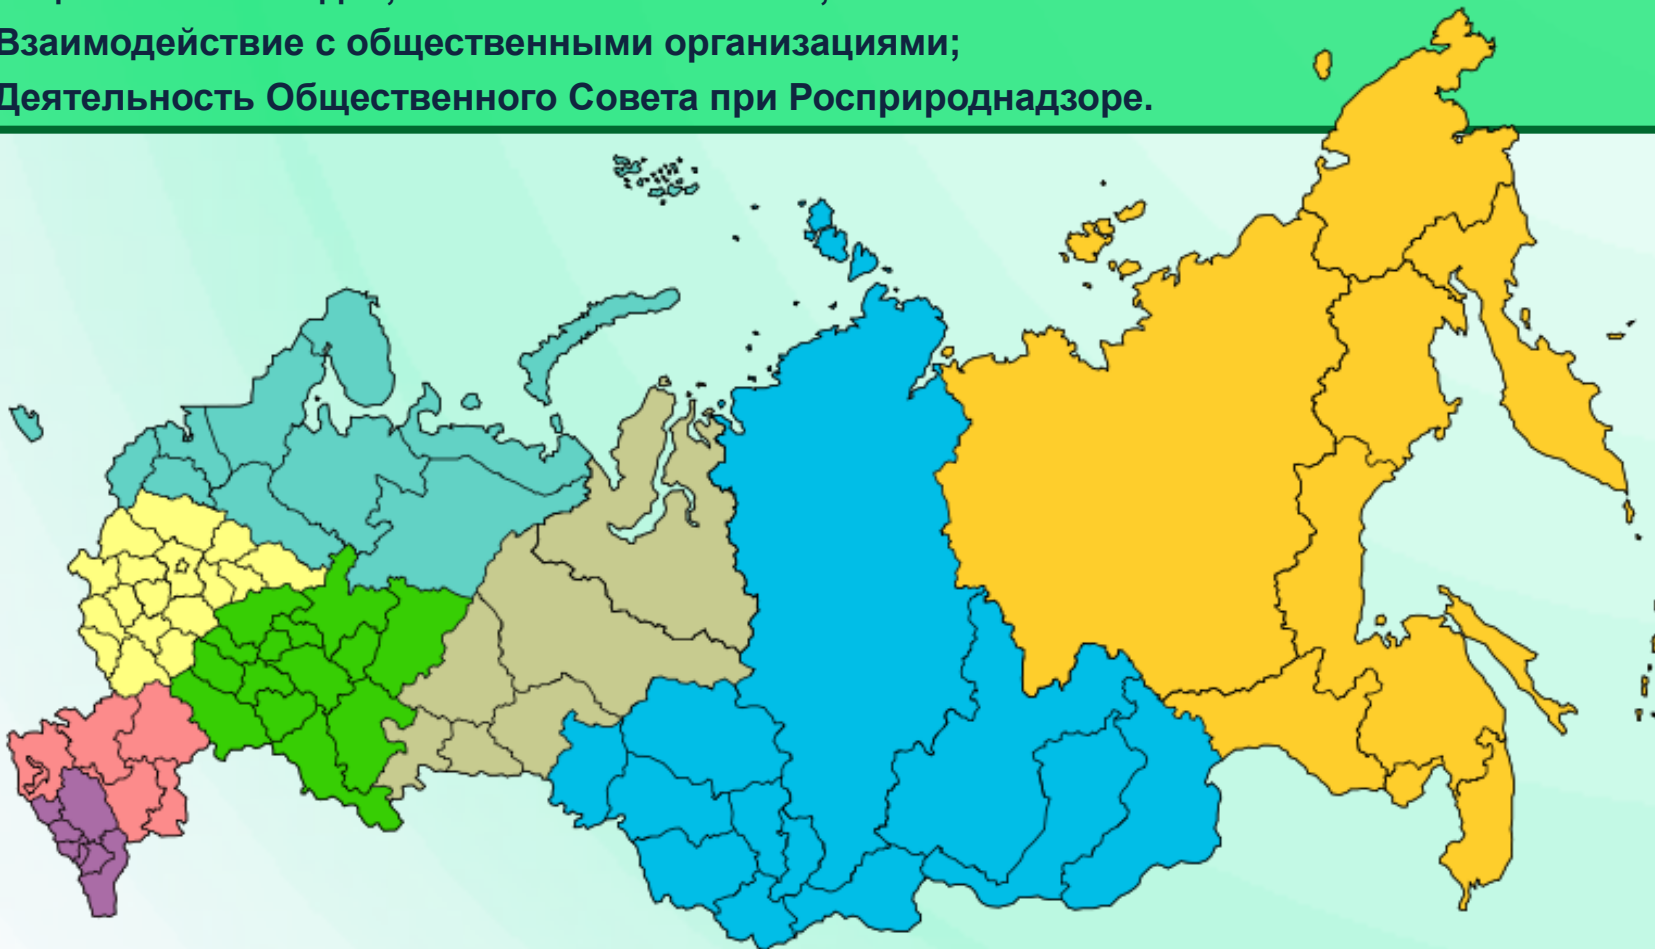 Взаимодействие с общественными организациями;
Деятельность Общественного Совета при Росприроднадзоре.